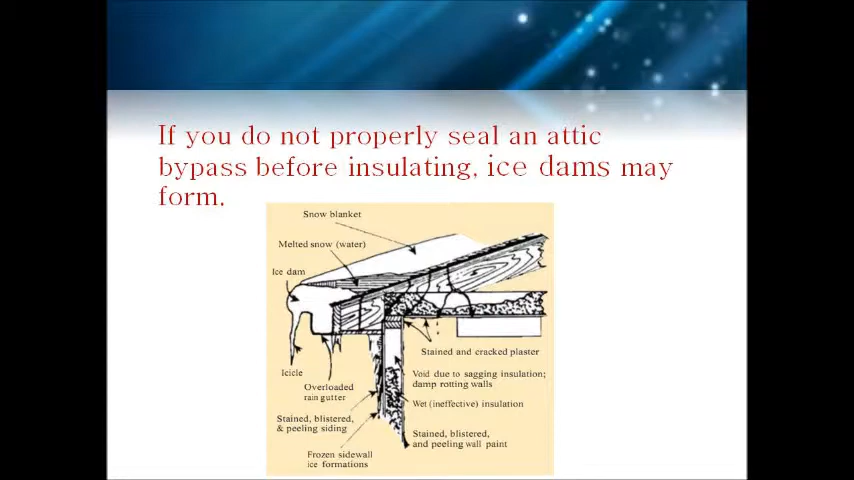 If you do not properly seal an attic
bypass before insulating, ice dams may
form.
Snow blanket
Melted snow (water)
Ice dam
Stained and cracked plaster
Icicle
Void due to sagging insulation;
damp rotting walls
Overloaded
rain gutter
Wet (ineffective) insulation
Stained, blistered,
& peeling siding
Stained, blistered,
and peeling wall paint
Frozen sidewall
ice formations